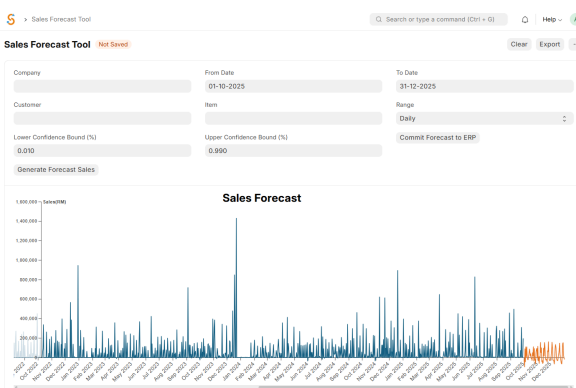 S > Sales Forecast Tool Search or type a command (Ctrl + G) Help
Sales Forecast Tool Not Saved Clear Export
Company From Date To Date
01-10-2025 31-12-2025
Customer Item Range
Daily
Lower Confidence Bound (%) Upper Confidence Bound (%) Commit Forecast to ERP
0.010 0.990
Generate Forecast Sales
Sales Forecast
Sales(RM)
1,600,000
1,400,000
1,200,000
1,000,000
800,000
600,000
400,000
200,000
0
2022 Oct 2022 Nov 2022 Dec 2022 Jan 2023 Feb 2023 Mar 2023 Apr 2023 May 2023 Jun 2023 Jul 2023 Aug 2023 Sep 2023 Oct 2023 Nov 2023 Dec 2023 Jan 2024 Feb 2024 Mar 2024 Apr 2024 May 2024 Jun 2024 Jul 2024 Aug 2024 Sep 2024 Oct 2024 Nov 2024 Dec 2024 Jan 2025 Feb 2025 Mar 2025 Apr 2025 May 2025 Jun 2025 Jul 2025 Aug 2025 Sep 2025 Oct 2025 Nov 2025 Dec 2025